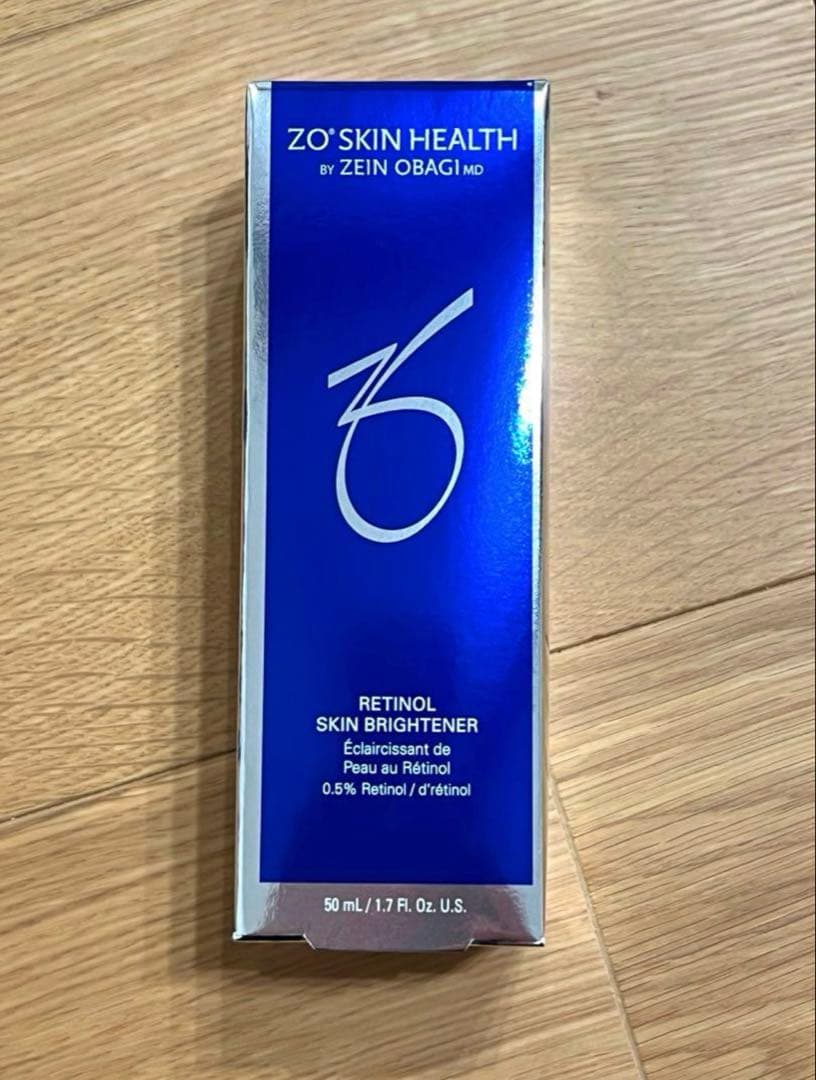 ZO® SKIN HEALTH
BY ZEIN OBAGI MD
RETINOL
SKIN BRIGHTENER
Éclaircissant de
Peau au Rétinol
0.5% Retinol / d'rétinol
50 mL / 1.7 Fl. Oz. U.S.